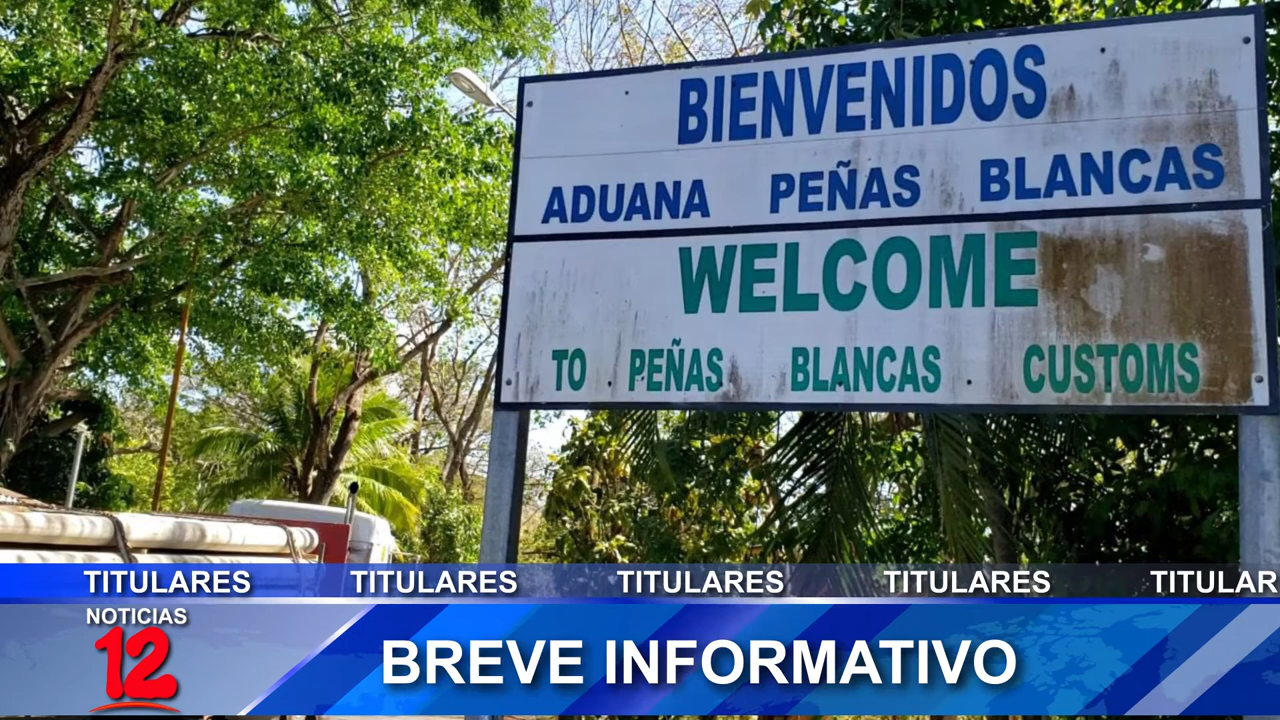 BIENVENIDOS
ADUANA PEÑAS BLANCAS
WELCOME
TO PEÑAS BLANCAS CUSTOMS
TITULARES TITULARES TITULARES TITULARES TITULAR
NOTICIAS
12
BREVE INFORMATIVO